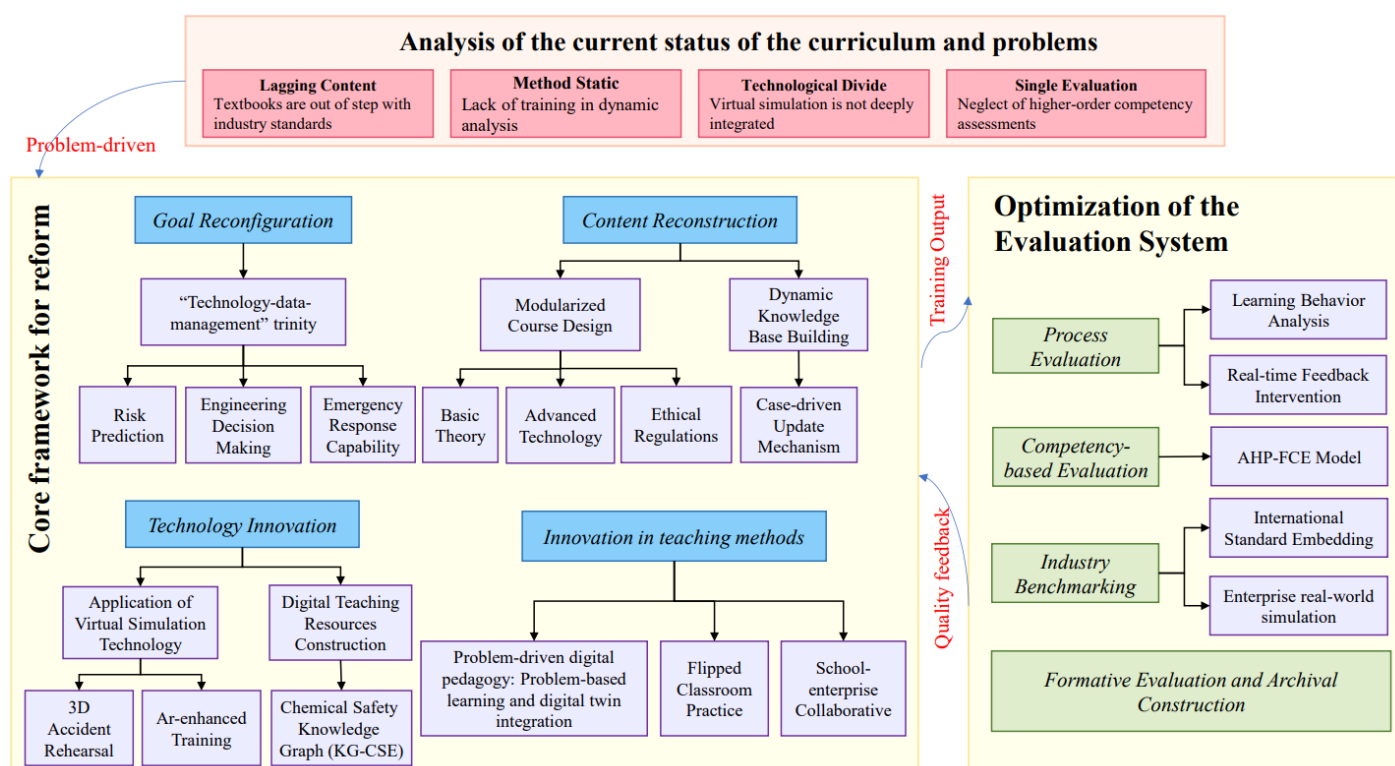 Analysis of the current status of the curriculum and problems
Lagging Content
Textbooks are out of step with
industry standards
Method Static
Lack of training in dynamic
analysis
Technological Divide
Virtual simulation is not deeply
integrated
Single Evaluation
Neglect of higher-order competency
assessments
Problem-driven
Core framework for reform
Goal Reconfiguration
“Technology-data-
management” trinity
Risk
Prediction
Engineering
Decision
Making
Emergency
Response
Capability
Content Reconstruction
Modularized
Course Design
Dynamic
Knowledge
Base Building
Basic
Theory
Advanced
Technology
Ethical
Regulations
Case-driven
Update
Mechanism
Technology Innovation
Application of
Virtual Simulation
Technology
Digital Teaching
Resources
Construction
3D
Accident
Rehearsal
Ar-enhanced
Training
Chemical Safety
Knowledge
Graph (KG-CSE)
Innovation in teaching methods
Problem-driven digital
pedagogy: Problem-based
learning and digital twin
integration
Flipped
Classroom
Practice
School-
enterprise
Collaborative
Training Output
Quality feedback
Optimization of the
Evaluation System
Process
Evaluation
Learning Behavior
Analysis
Real-time Feedback
Intervention
Competency-
based Evaluation
AHP-FCE Model
Industry
Benchmarking
International
Standard Embedding
Enterprise real-world
simulation
Formative Evaluation and Archival
Construction